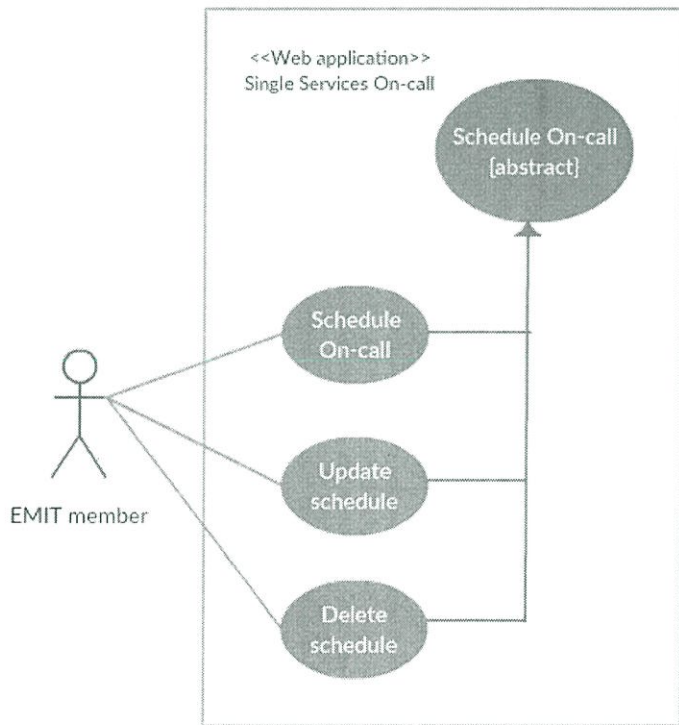 <<Web application>>
Single Services On-call
Schedule On-call
[abstract]
Schedule
On-call
Update
schedule
EMIT member
Delete
schedule